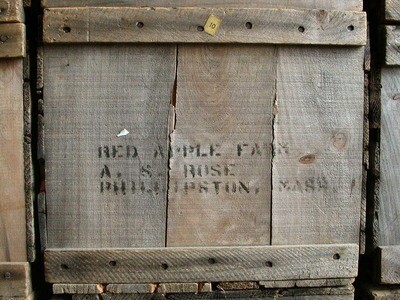 RED APPLE FARM
A. S. ROSE
PHILLIPSTON, MASS.